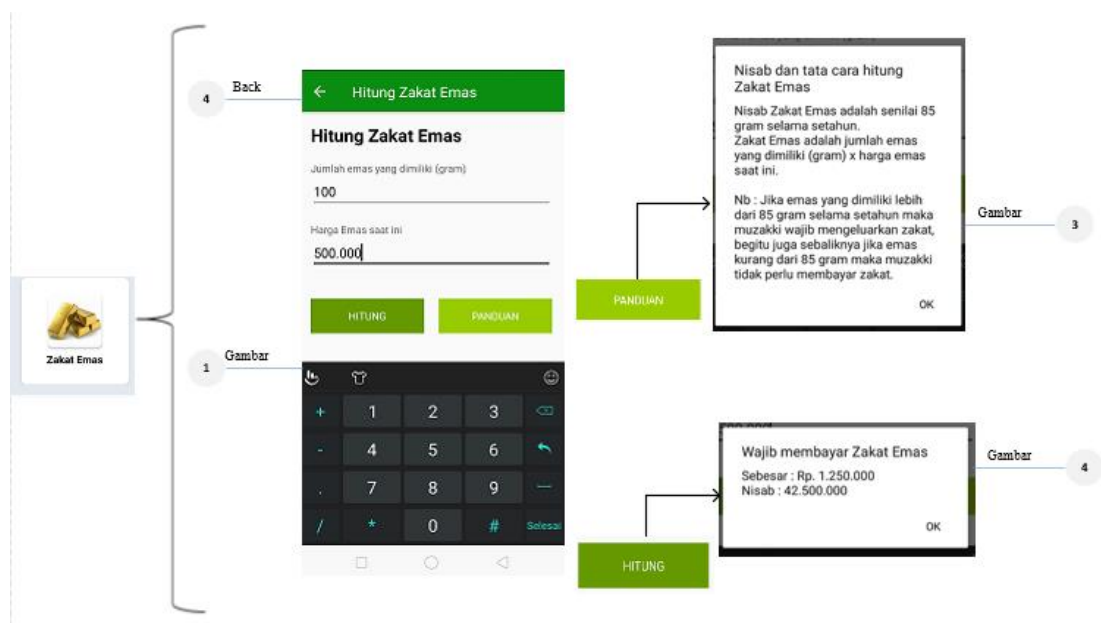 4
Back
Hitung Zakat Emas
Hitung Zakat Emas
Jumlah emas yang dimiliki (gram)
100
Harga Emas saat ini
500.000
HITUNG
PANDUAN
Zakat Emas
1
Gambar
+ 1 2 3
- 4 5 6
. 7 8 9
/ * 0 # Selesai
PANDUAN
Nisab dan tata cara hitung
Zakat Emas
Nisab Zakat Emas adalah senilai 85
gram selama setahun.
Zakat Emas adalah jumlah emas
yang dimiliki (gram) x harga emas
saat ini.
Nb : Jika emas yang dimiliki lebih
dari 85 gram selama setahun maka
muzakki wajib mengeluarkan zakat,
begitu juga sebaliknya jika emas
kurang dari 85 gram maka muzakki
tidak perlu membayar zakat.
OK
Gambar
3
HITUNG
Wajib membayar Zakat Emas
Sebesar : Rp. 1.250.000
Nisab : 42.500.000
OK
Gambar
4